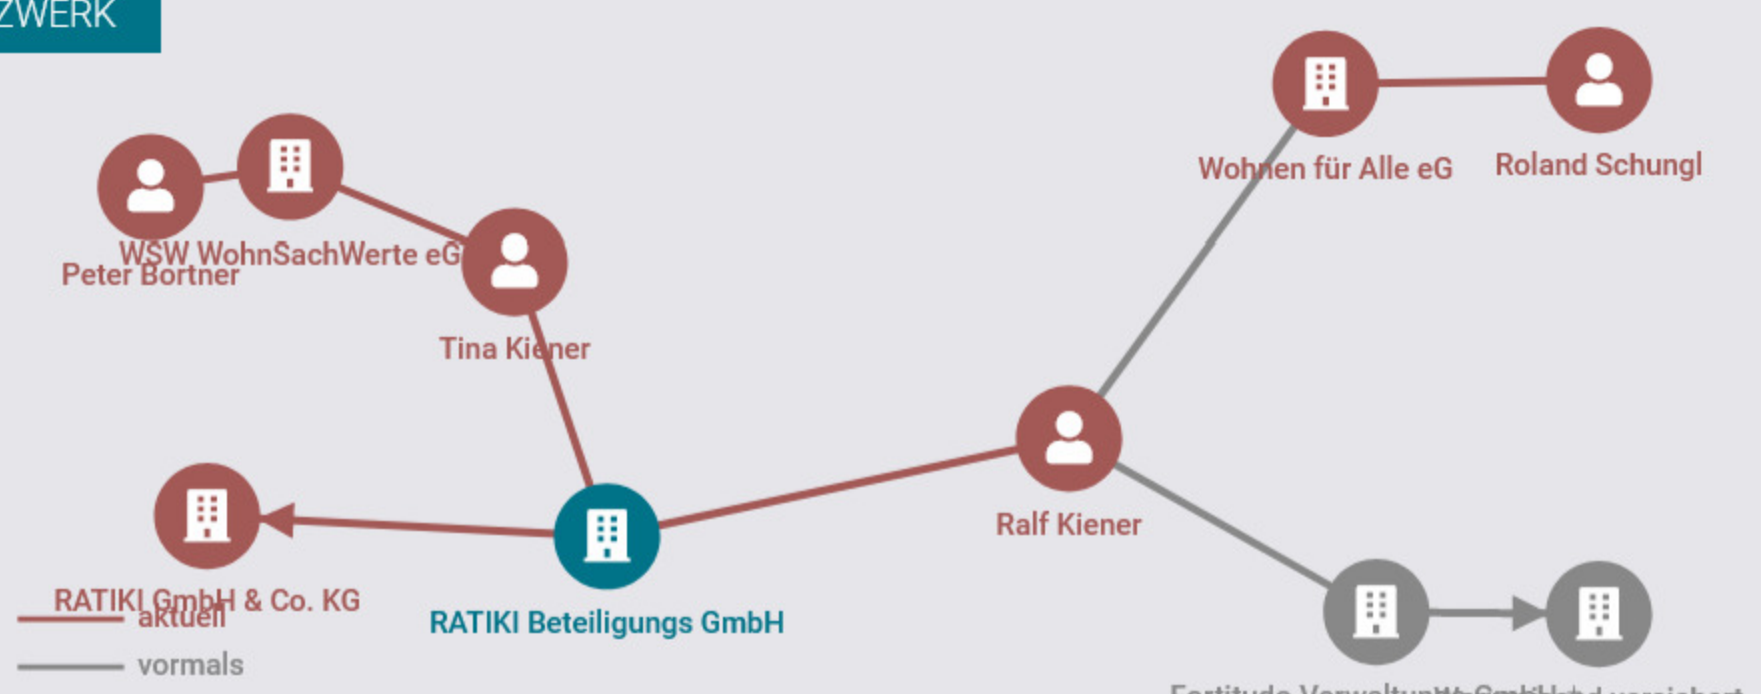 ZWERK
Wohnen für Alle eG
Roland Schungl
WSW WohnSachWerte eG
Peter Bortner
Tina Kiener
Ralf Kiener
RATIKI GmbH & Co. KG
RATIKI Beteiligungs GmbH
aktuell
vormals
Fortitudo